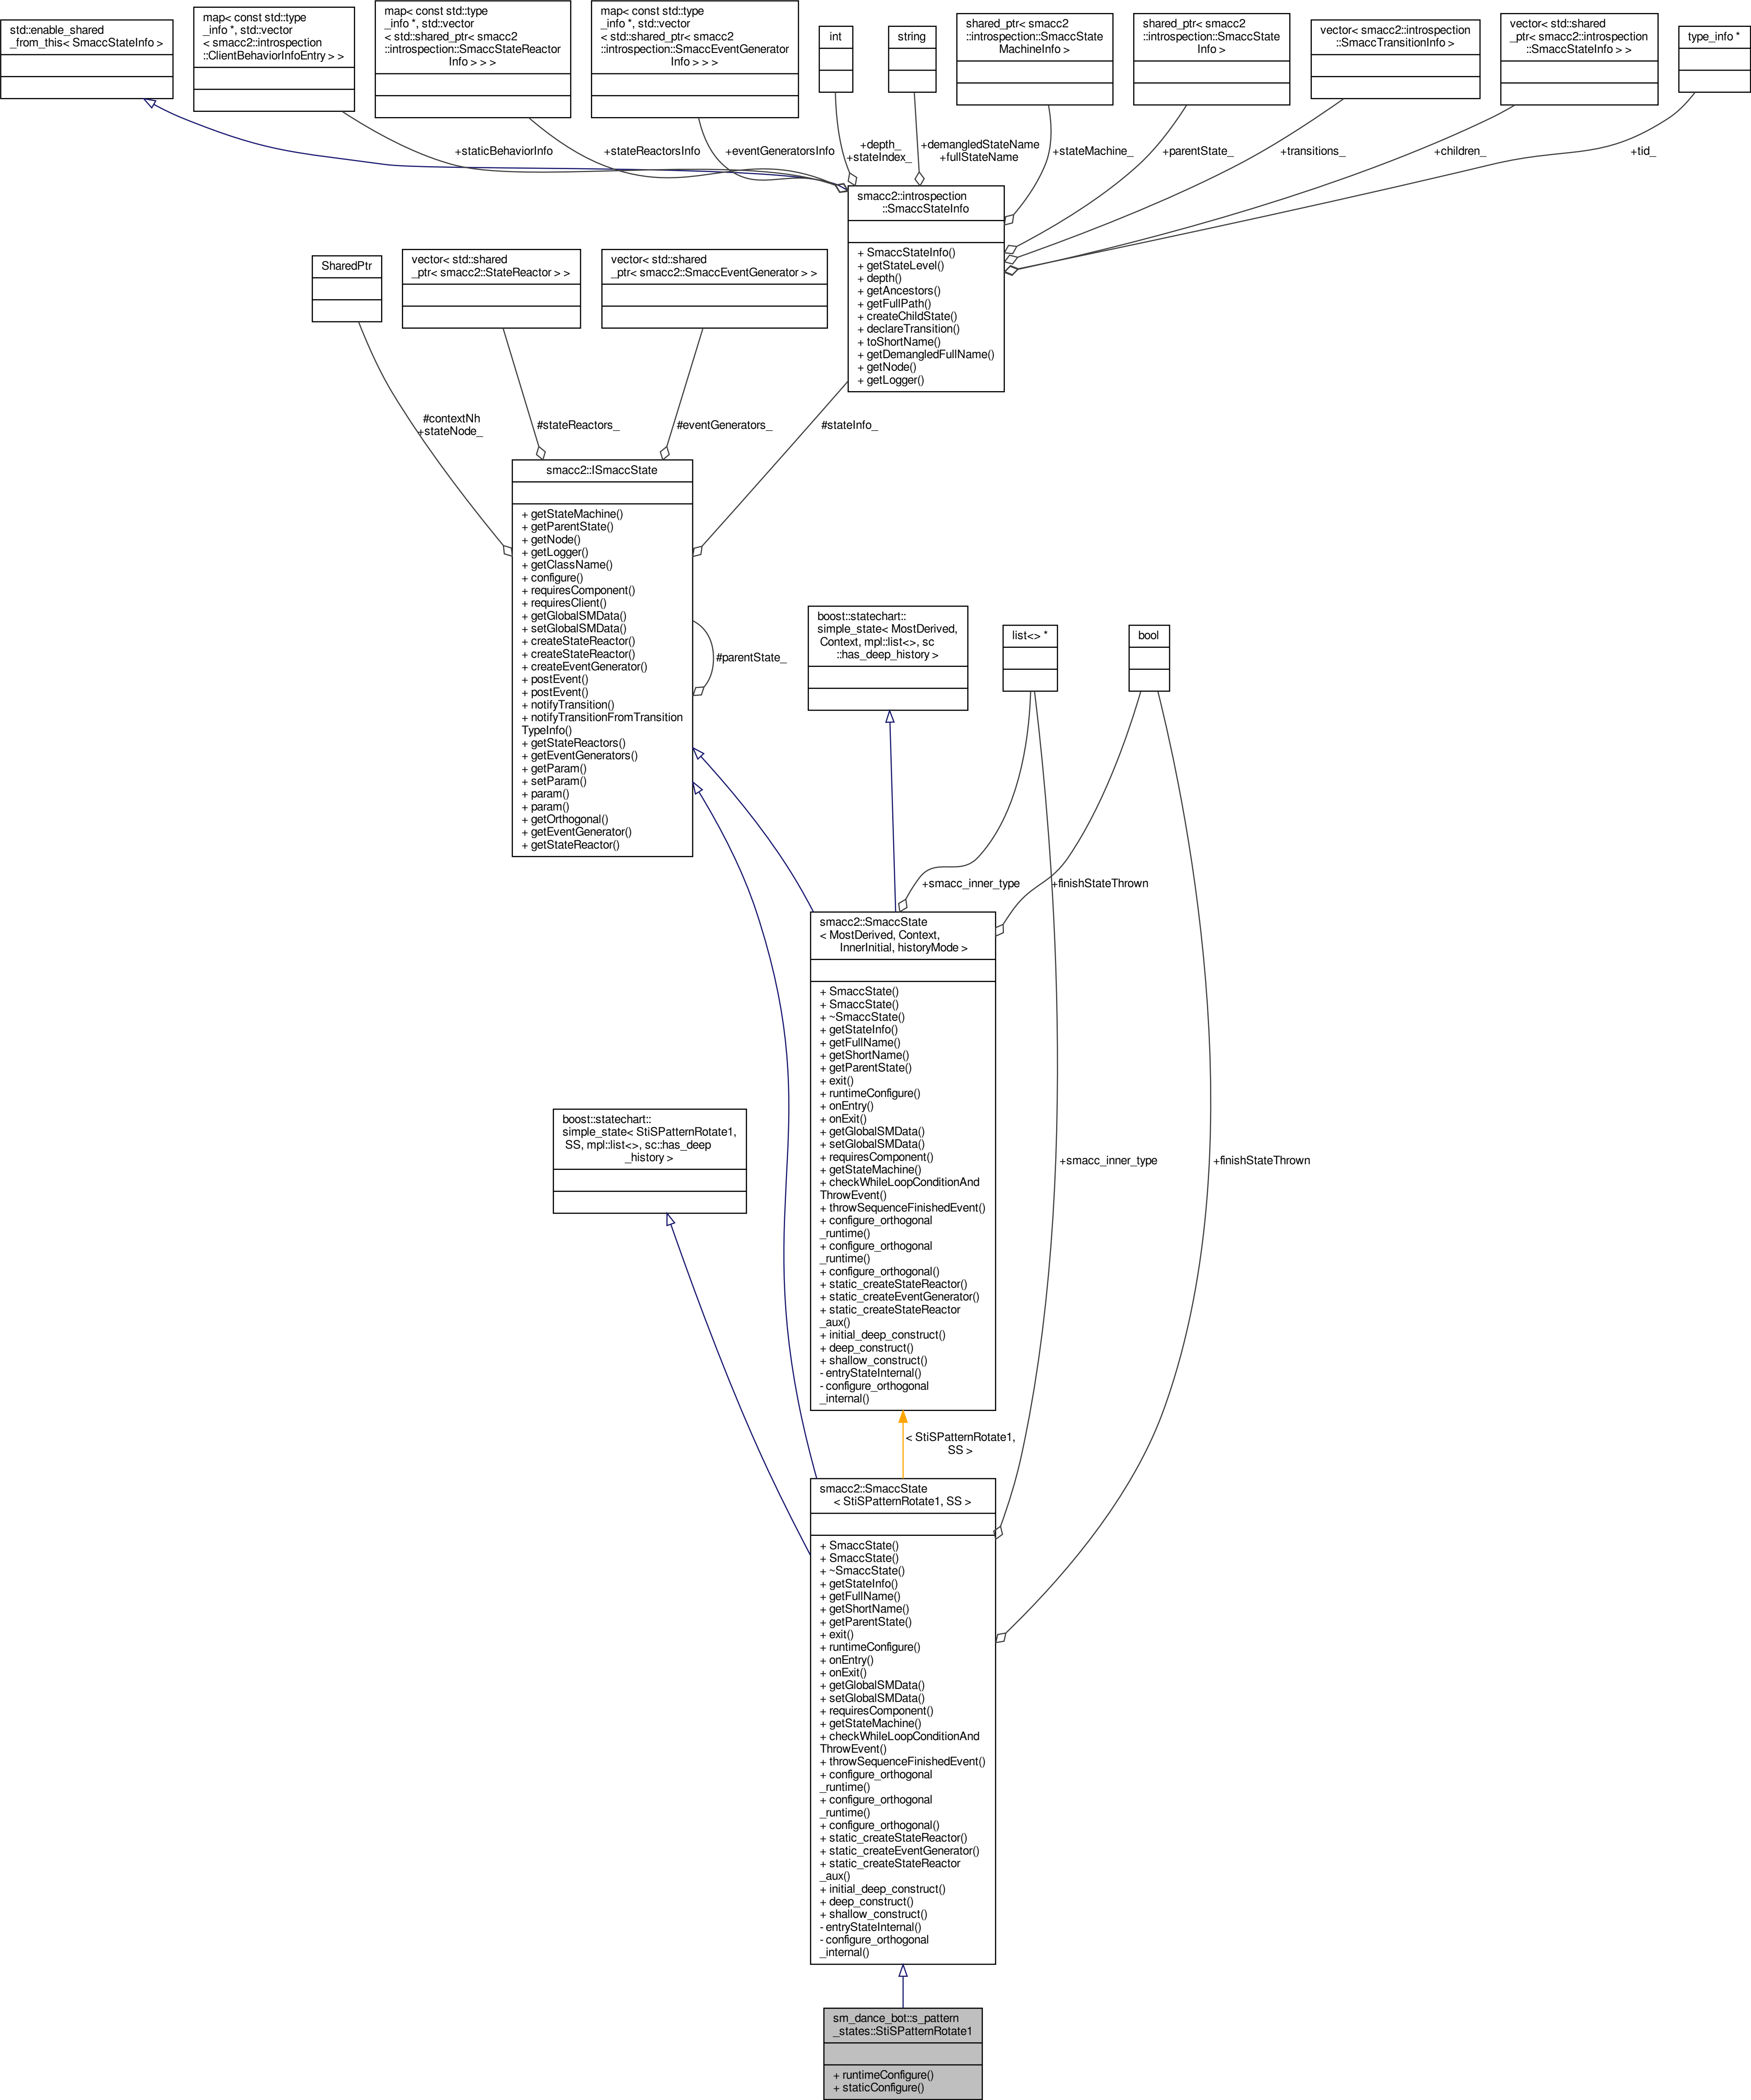 std::enable_shared
_from_this< SmaccStateInfo >
map< const std::type
_info *, std::vector
< smacc2::introspection
::ClientBehaviorInfoEntry > >
map< const std::type
_info *, std::vector
< std::shared_ptr< smacc2
::introspection::SmaccStateReactor
Info > > >
map< const std::type
_info *, std::vector
< std::shared_ptr< smacc2
::introspection::SmaccEventGenerator
Info > > >
int
string
shared_ptr< smacc2
::introspection::SmaccState
MachineInfo >
shared_ptr< smacc2
::introspection::SmaccState
Info >
vector< smacc2::introspection
::SmaccTransitionInfo >
vector< std::shared
_ptr< smacc2::introspection
::SmaccStateInfo > >
type_info *
+staticBehaviorInfo
+stateReactorsInfo
+eventGeneratorsInfo
+depth_
+stateIndex_
+demangledStateName
+fullStateName
+stateMachine_
+parentState_
+transitions_
+children_
+tid_
smacc2::introspection
::SmaccStateInfo
+ SmaccStateInfo()
+ getStateLevel()
+ depth()
+ getAncestors()
+ getFullPath()
+ createChildState()
+ declareTransition()
+ toShortName()
+ getDemangledFullName()
+ getNode()
+ getLogger()
SharedPtr
vector< std::shared
_ptr< smacc2::StateReactor > >
vector< std::shared
_ptr< smacc2::SmaccEventGenerator > >
#contextNh
+stateNode_
#stateReactors_
#eventGenerators_
#stateInfo_
smacc2::ISmaccState
+ getStateMachine()
+ getParentState()
+ getNode()
+ getLogger()
+ getClassName()
+ configure()
+ requiresComponent()
+ requiresClient()
+ getGlobalSMData()
+ setGlobalSMData()
+ createStateReactor()
+ createStateReactor()
+ createEventGenerator()
+ postEvent()
+ postEvent()
+ notifyTransition()
+ notifyTransitionFromTransition
TypeInfo()
+ getStateReactors()
+ getEventGenerators()
+ getParam()
+ setParam()
+ param()
+ param()
+ getOrthogonal()
+ getEventGenerator()
+ getStateReactor()
#parentState_
boost::statechart::
simple_state< MostDerived,
Context, mpl::list<>, sc
::has_deep_history >
list<> *
bool
+smacc_inner_type
+finishStateThrown
smacc2::SmaccState
< MostDerived, Context,
InnerInitial, historyMode >
+ SmaccState()
+ SmaccState()
+ ~SmaccState()
+ getStateInfo()
+ getFullName()
+ getShortName()
+ getParentState()
+ exit()
+ runtimeConfigure()
+ onEntry()
+ onExit()
+ getGlobalSMData()
+ setGlobalSMData()
+ requiresComponent()
+ getStateMachine()
+ checkWhileLoopConditionAnd
ThrowEvent()
+ throwSequenceFinishedEvent()
+ configure_orthogonal
_runtime()
+ configure_orthogonal
_runtime()
+ configure_orthogonal()
+ static_createStateReactor()
+ static_createEventGenerator()
+ static_createStateReactor
_aux()
+ initial_deep_construct()
+ deep_construct()
+ shallow_construct()
- entryStateInternal()
- configure_orthogonal
_internal()
boost::statechart::
simple_state< StiSPatternRotate1,
SS, mpl::list<>, sc::has_deep
_history >
+smacc_inner_type
+finishStateThrown
< StiSPatternRotate1,
SS >
smacc2::SmaccState
< StiSPatternRotate1, SS >
+ SmaccState()
+ SmaccState()
+ ~SmaccState()
+ getStateInfo()
+ getFullName()
+ getShortName()
+ getParentState()
+ exit()
+ runtimeConfigure()
+ onEntry()
+ onExit()
+ getGlobalSMData()
+ setGlobalSMData()
+ requiresComponent()
+ getStateMachine()
+ checkWhileLoopConditionAnd
ThrowEvent()
+ throwSequenceFinishedEvent()
+ configure_orthogonal
_runtime()
+ configure_orthogonal
_runtime()
+ configure_orthogonal()
+ static_createStateReactor()
+ static_createEventGenerator()
+ static_createStateReactor
_aux()
+ initial_deep_construct()
+ deep_construct()
+ shallow_construct()
- entryStateInternal()
- configure_orthogonal
_internal()
sm_dance_bot::s_pattern
_states::StiSPatternRotate1
+ runtimeConfigure()
+ staticConfigure()